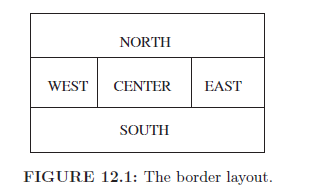 NORTH
WEST CENTER EAST
SOUTH
FIGURE 12.1: The border layout.